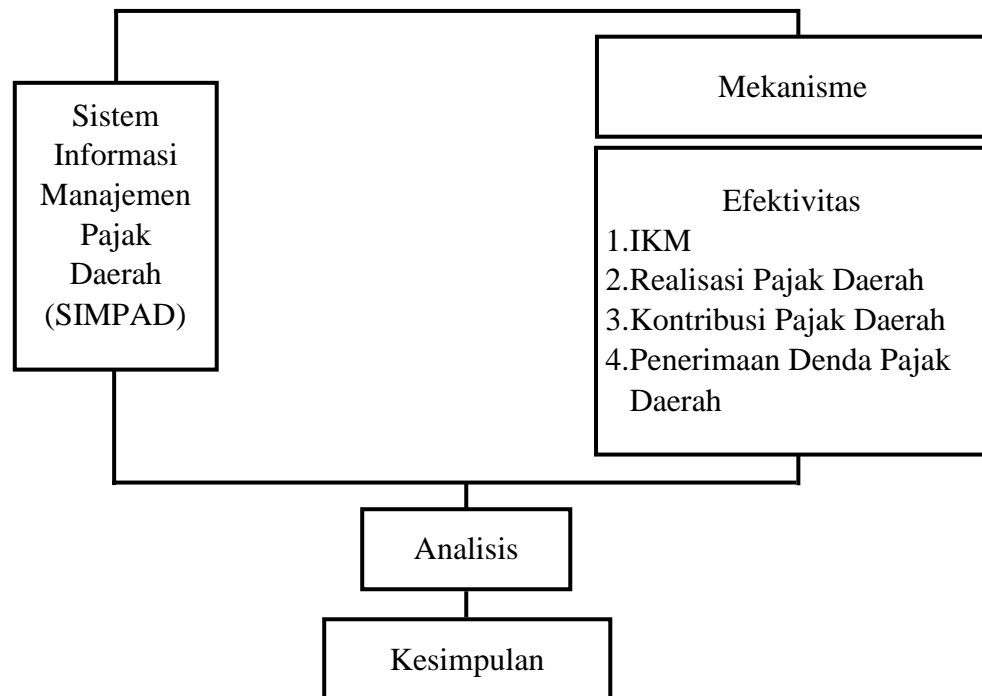 Sistem
Informasi
Manajemen
Pajak
Daerah
(SIMPAD)
Mekanisme
Efektivitas
1.IKM
2.Realisasi Pajak Daerah
3.Kontribusi Pajak Daerah
4.Penerimaan Denda Pajak
Daerah
Analisis
Kesimpulan